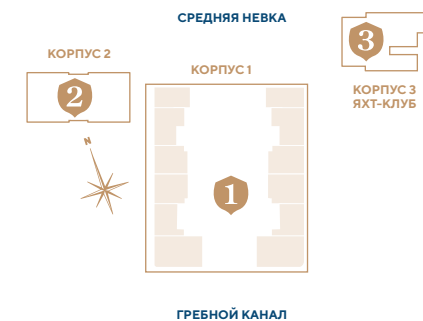 СРЕДНЯЯ НЕВКА
3
КОРПУС 2
КОРПУС 1
2
КОРПУС 3
ЯХТ-КЛУБ
N
1
ГРЕБНОЙ КАНАЛ